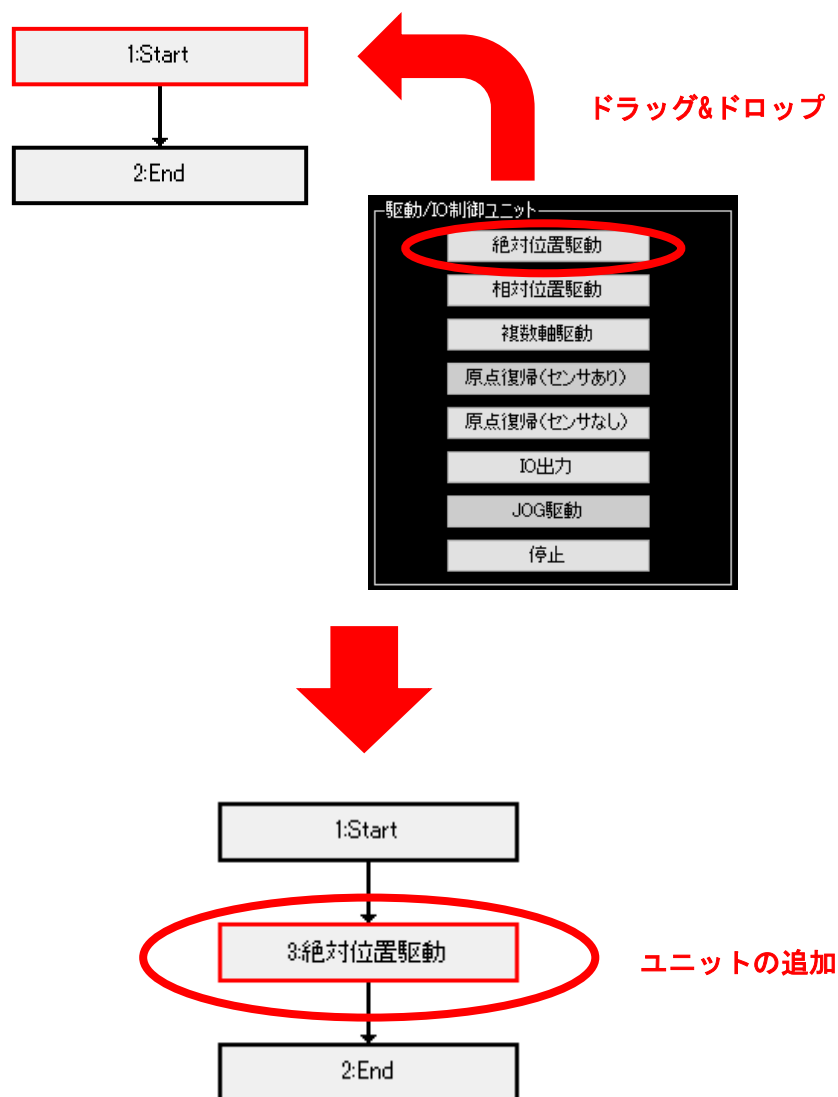 1:Start
2:End
ドラッグ&ドロップ
駆動/IO制御ユニット
絶対位置駆動
相対位置駆動
複数軸駆動
原点復帰(センサあり)
原点復帰(センサなし)
IO出力
JOG駆動
停止
1:Start
3:絶対位置駆動
ユニットの追加
2:End